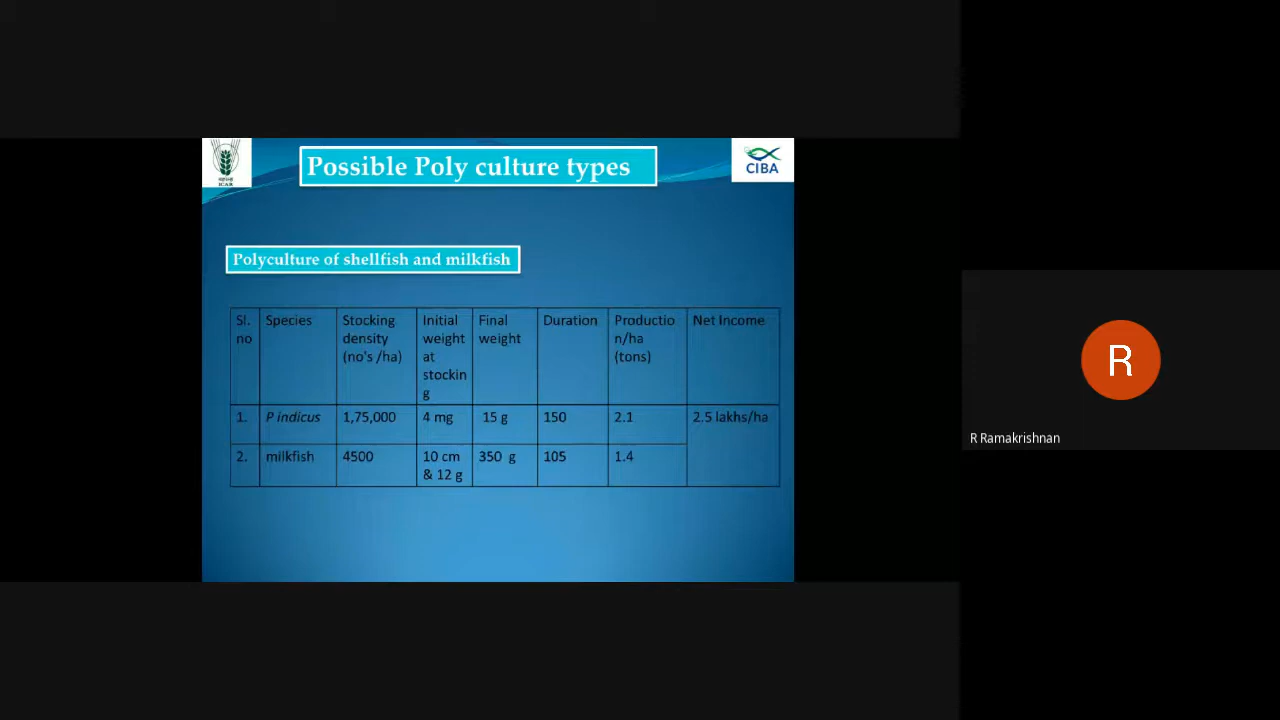 Possible Poly culture types
CIBA
ICAR
Polyculture of shellfish and milkfish
Sl. no Species Stocking density (no's /ha) Initial weight at stockin g Final weight Duration Productio n/ha (tons) Net Income
1. P indicus 1,75,000 4 mg 15 g 150 2.1 2.5 lakhs/ha
2. milkfish 4500 10 cm & 12 g 350 g 105 1.4
R
R Ramakrishnan